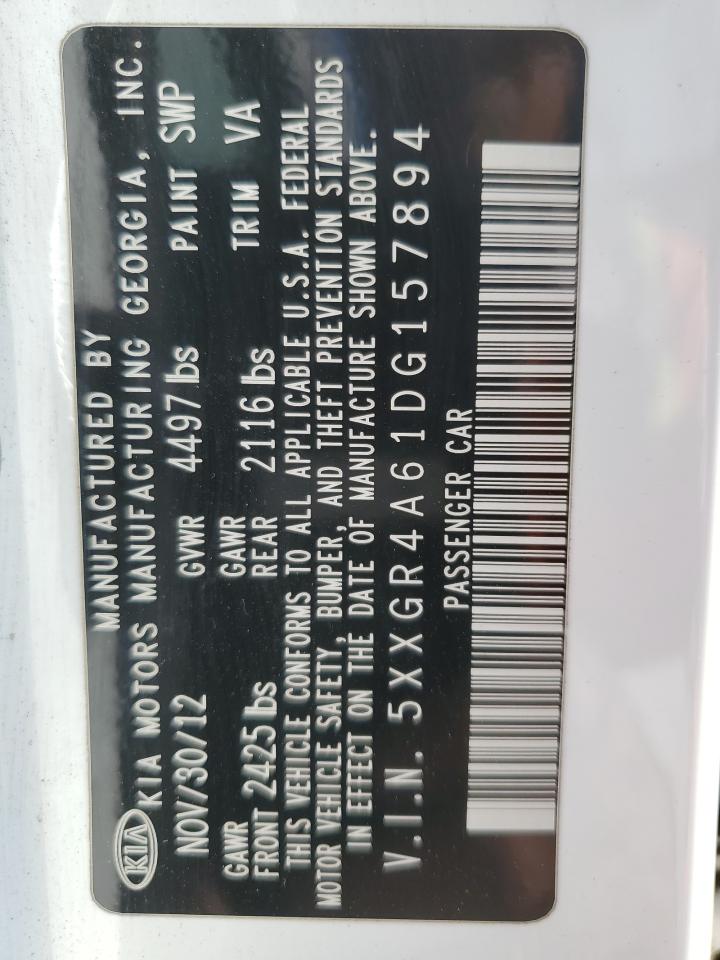 MANUFACTURED BY
KIA KIA MOTORS MANUFACTURING GEORGIA, INC.
NOV/30/12 GVWR 4497 lbs PAINT SWP
GAWR GAWR
FRONT 2425 lbs REAR 2116 lbs TRIM VA
THIS VEHICLE CONFORMS TO ALL APPLICABLE U.S.A. FEDERAL
MOTOR VEHICLE SAFETY, BUMPER, AND THEFT PREVENTION STANDARDS
IN EFFECT ON THE DATE OF MANUFACTURE SHOWN ABOVE.
V.I.N. 5XXGR4A61DG157894
PASSENGER CAR